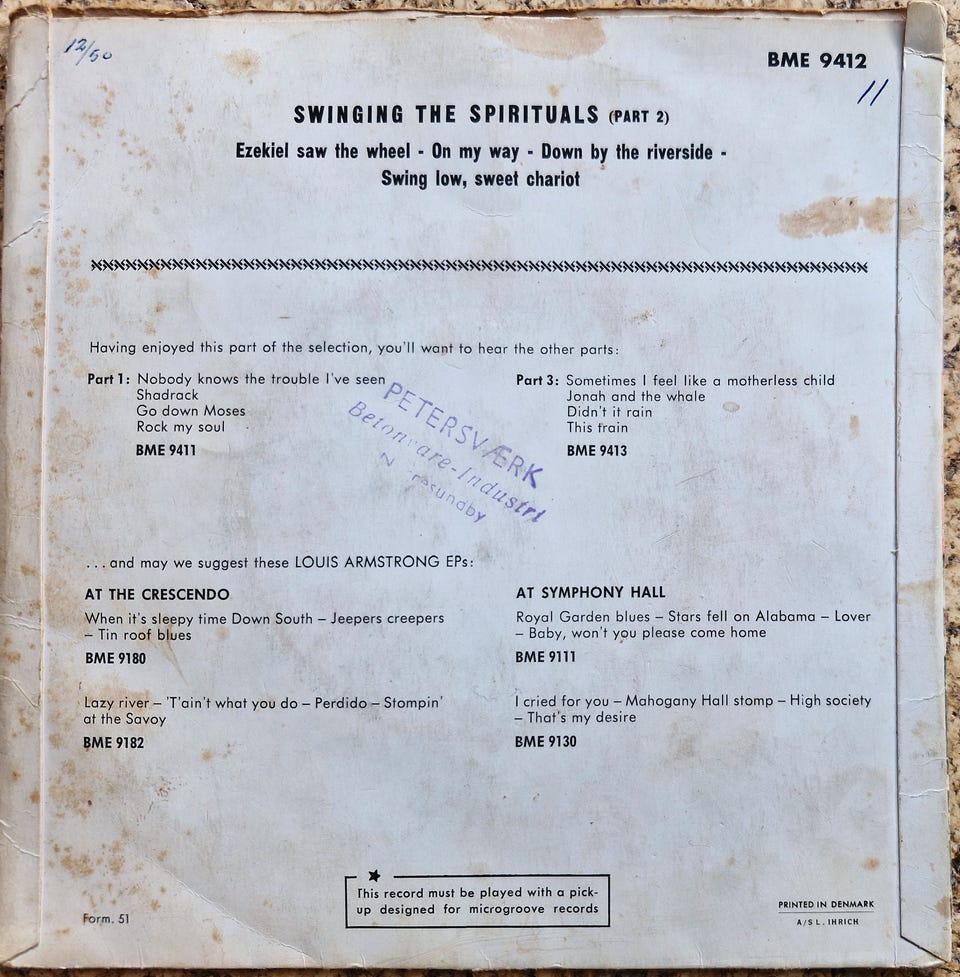 12/50
BME 9412
11
SWINGING THE SPIRITUALS (PART 2)
Ezekiel saw the wheel - On my way - Down by the riverside -
Swing low, sweet chariot
Having enjoyed this part of the selection, you'll want to hear the other parts:
Part 1: Nobody knows the trouble I've seen
Shadrack
Go down Moses
Rock my soul
BME 9411
Part 3: Sometimes I feel like a motherless child
Jonah and the whale
Didn't it rain
This train
BME 9413
PETERSVÆRK
Betonvare-Industri
...and may we suggest these LOUIS ARMSTRONG EPs:
AT THE CRESCENDO
When it's sleepy time Down South – Jeepers creepers
– Tin roof blues
BME 9180
Lazy river – 'T'ain't what you do – Perdido – Stompin'
at the Savoy
BME 9182
AT SYMPHONY HALL
Royal Garden blues – Stars fell on Alabama – Lover
– Baby, won't you please come home
BME 9111
I cried for you – Mahogany Hall stomp – High society
– That's my desire
BME 9130
This record must be played with a pick-
up designed for microgroove records
Form. 51
PRINTED IN DENMARK
A/S L. IHRICH